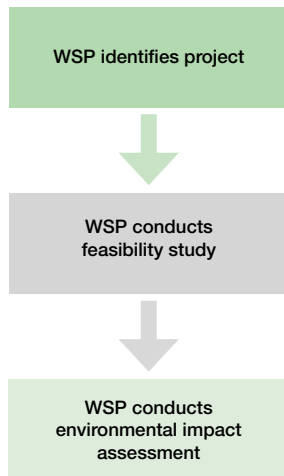 WSP identifies project
WSP conducts
feasibility study
WSP conducts
environmental impact
assessment